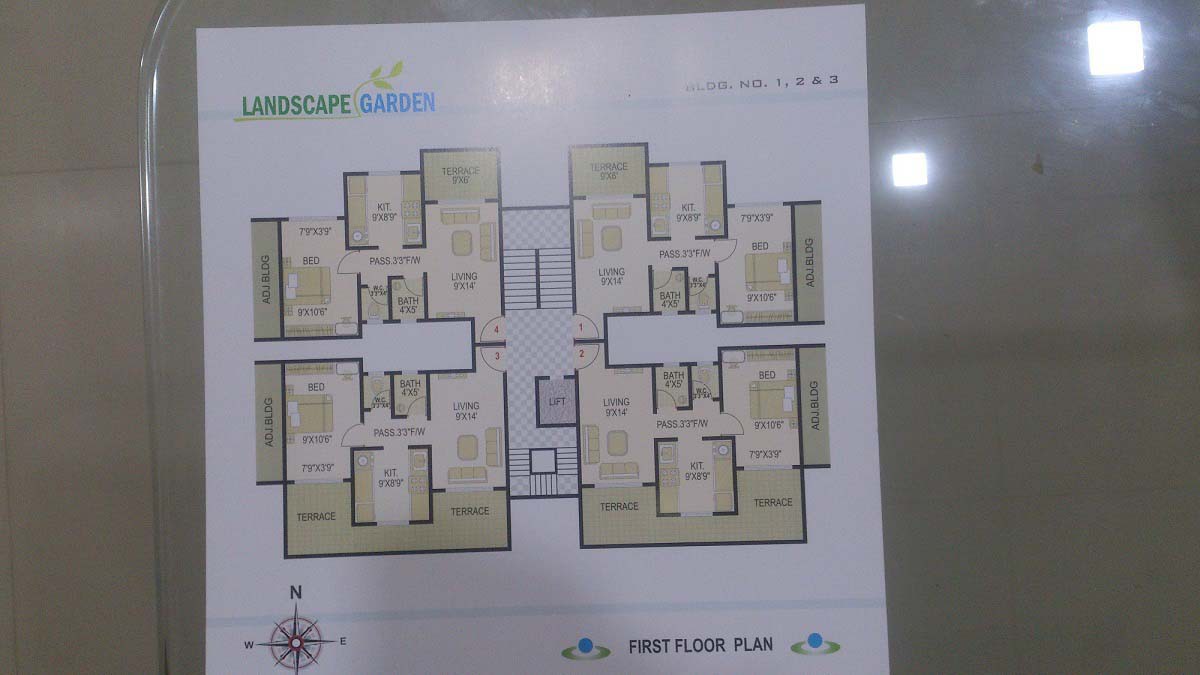 LANDSCAPE GARDEN
BLDG. NO. 1, 2 & 3
TERRACE
9'X6'
KIT.
9'X8'9"
7'9"X3'9"
BED
9'X10'6"
ADJ.BLDG
PASS.3'3"F/W
W.C.
3'3"X4'
BATH
4'X5'
LIVING
9'X14'
4
TERRACE
9'X6'
KIT.
9'X8'9"
7'9"X3'9"
BED
9'X10'6"
ADJ.BLDG
PASS.3'3"F/W
W.C.
3'3"X4'
BATH
4'X5'
LIVING
9'X14'
1
3
ADJ.BLDG
BED
9'X10'6"
7'9"X3'9"
W.C.
3'3"X4'
BATH
4'X5'
LIVING
9'X14'
PASS.3'3"F/W
KIT.
9'X8'9"
TERRACE
TERRACE
LIFT
2
LIVING
9'X14'
BATH
4'X5'
W.C.
3'3"X4'
BED
9'X10'6"
7'9"X3'9"
ADJ.BLDG
PASS.3'3"F/W
KIT.
9'X8'9"
TERRACE
TERRACE
N
W
E
FIRST FLOOR PLAN